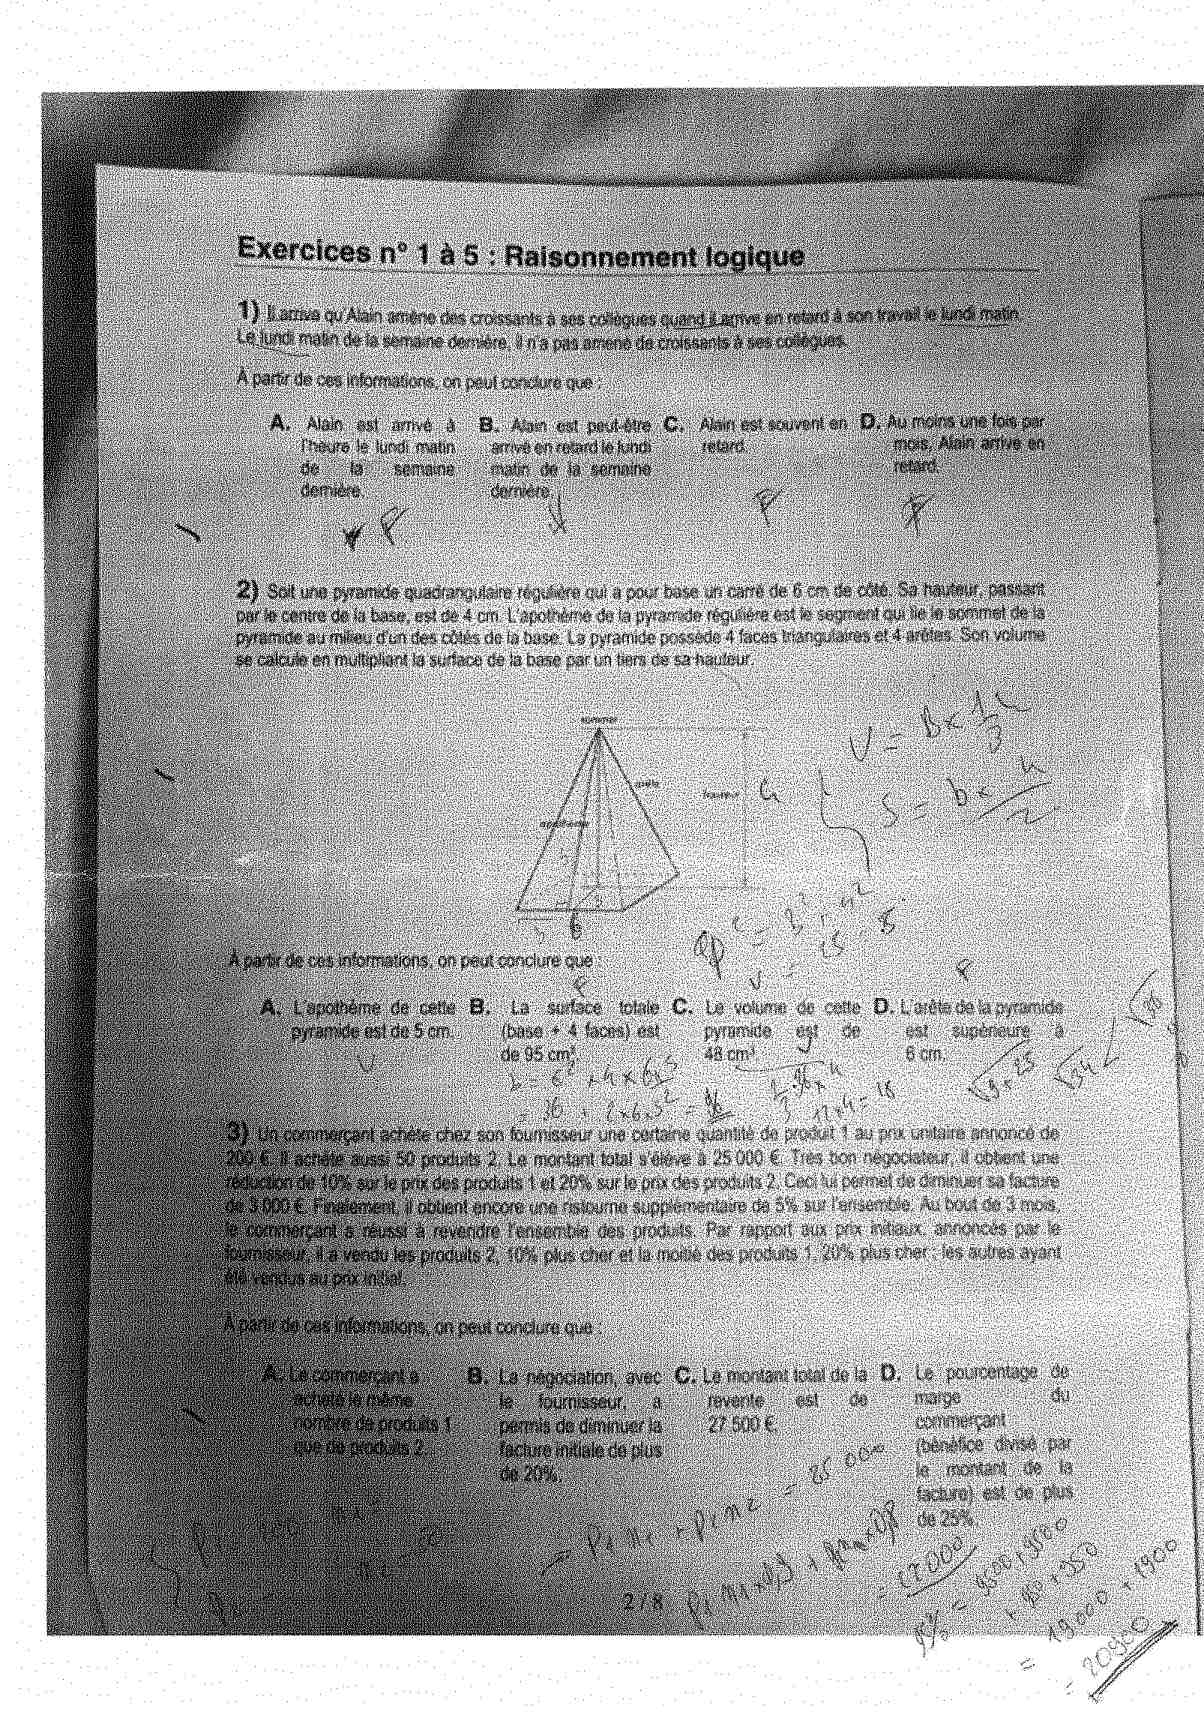 Exercices n° 1 à 5 : Raisonnement logique
1) Il arrive qu'Alain amène des croissants à ses collègues quand il arrive en retard à son travail le lundi matin.
Le lundi matin de la semaine dernière, il n'a pas amené de croissants à ses collègues.
À partir de ces informations, on peut conclure que :
A. Alain est arrivé à
l'heure le lundi matin
de la semaine
dernière.
B. Alain est peut-être
arrivé en retard le lundi
matin de la semaine
dernière.
C. Alain est souvent en
retard.
D. Au moins une fois par
mois, Alain arrive en
retard.
F
F
F
2) Soit une pyramide quadrangulaire régulière qui a pour base un carré de 6 cm de côté. Sa hauteur, passant
par le centre de la base, est de 4 cm. L'apothème de la pyramide régulière est le segment qui lie le sommet de la
pyramide au milieu d'un des côtés de la base. La pyramide possède 4 faces triangulaires et 4 arêtes. Son volume
se calcule en multipliant la surface de la base par un tiers de sa hauteur.
sommet
arête
hauteur
apothème
6
V = B x 1/3
S = b x h/2
À partir de ces informations, on peut conclure que :
F
V
F
A. L'apothème de cette
pyramide est de 5 cm.
V
B. La surface totale
(base + 4 faces) est
de 95 cm².
C. Le volume de cette
pyramide est de
48 cm³.
D. L'arête de la pyramide
est supérieure à
6 cm.
√9+25
√34
√36
3) Un commerçant achète chez son fournisseur une certaine quantité de produit 1 au prix unitaire annoncé de
200 €. Il achète aussi 50 produits 2. Le montant total s'élève à 25 000 €. Très bon négociateur, il obtient une
réduction de 10% sur le prix des produits 1 et 20% sur le prix des produits 2. Ceci lui permet de diminuer sa facture
de 3 000 €. Finalement, il obtient encore une ristourne supplémentaire de 5% sur l'ensemble. Au bout de 3 mois,
le commerçant a réussi à revendre l'ensemble des produits. Par rapport aux prix initiaux, annoncés par le
fournisseur, il a vendu les produits 2, 10% plus cher et la moitié des produits 1, 20% plus cher ; les autres ayant
été vendus au prix initial.
À partir de ces informations, on peut conclure que :
A. Le commerçant a
acheté le même
nombre de produits 1
que de produits 2.
B. La négociation, avec
le fournisseur, a
permis de diminuer la
facture initiale de plus
de 20%.
C. Le montant total de la
revente est de
27 500 €.
D. Le pourcentage de
marge du
commerçant
(bénéfice divisé par
le montant de la
facture) est de plus
de 25%.
= 25 000
= 22000
2 / 8
= 19000 + 1900
= 20900